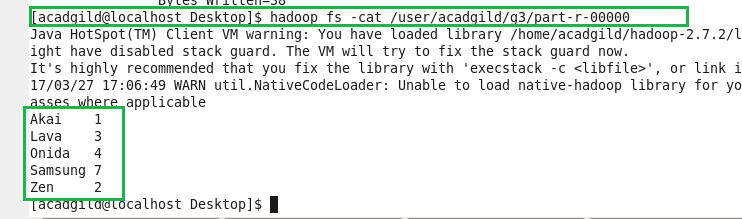 Bytes Written=38
[acadgild@localhost Desktop]$ hadoop fs -cat /user/acadgild/q3/part-r-00000
Java HotSpot(TM) Client VM warning: You have loaded library /home/acadgild/hadoop-2.7.2/l
ight have disabled stack guard. The VM will try to fix the stack guard now.
It's highly recommended that you fix the library with 'execstack -c <libfile>', or link i
17/03/27 17:06:49 WARN util.NativeCodeLoader: Unable to load native-hadoop library for yo
asses where applicable
Akai 1
Lava 3
Onida 4
Samsung 7
Zen 2
[acadgild@localhost Desktop]$